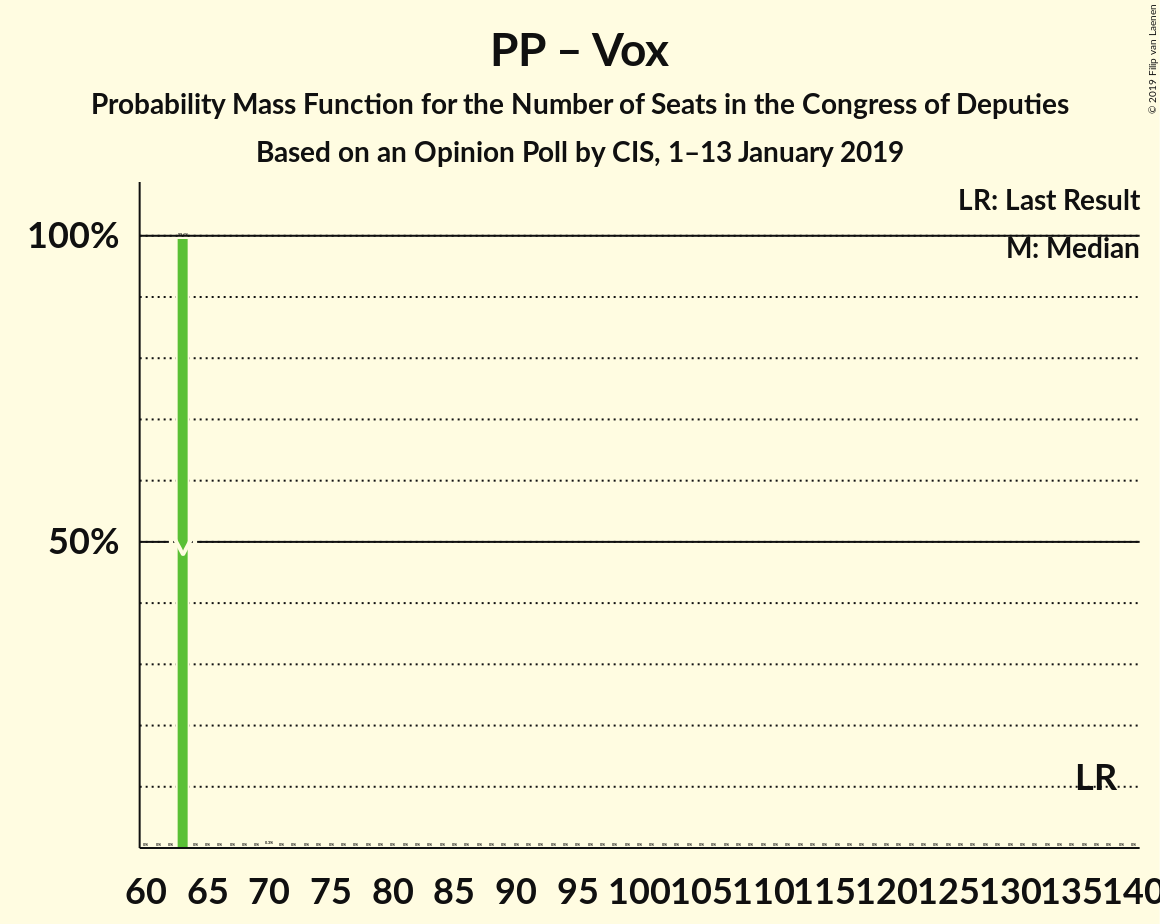 PP – Vox
Probability Mass Function for the Number of Seats in the Congress of Deputies
Based on an Opinion Poll by CIS, 1–13 January 2019
© 2019 Filip van Laenen
LR: Last Result
M: Median
100%
50%
LR
60 65 70 75 80 85 90 95 100 105 110 115 120 125 130 135 140